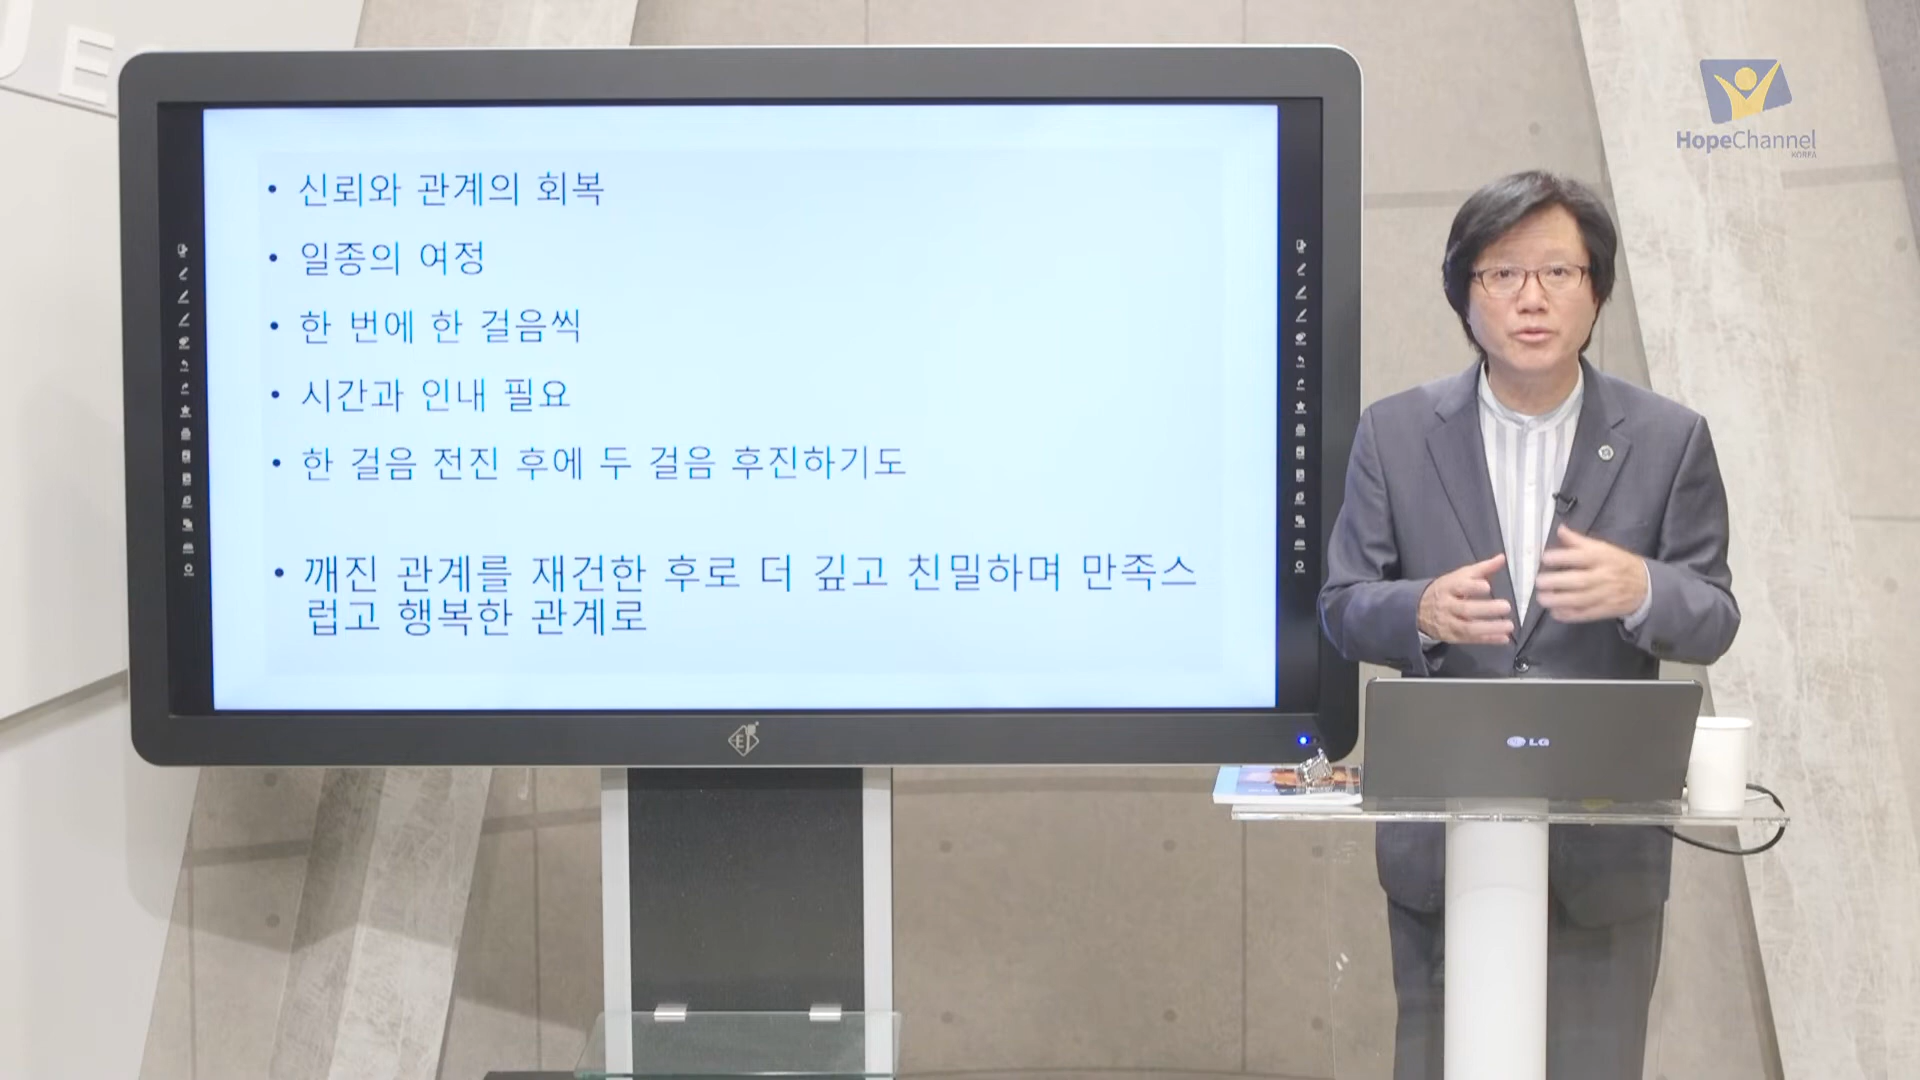 HopeChannel
KOREA
• 신뢰와 관계의 회복
• 일종의 여정
• 한 번에 한 걸음씩
• 시간과 인내 필요
• 한 걸음 전진 후에 두 걸음 후진하기도
• 깨진 관계를 재건한 후로 더 깊고 친밀하며 만족스
럽고 행복한 관계로
LG